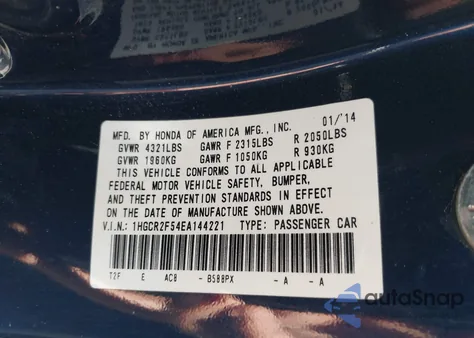 MFD. BY HONDA OF AMERICA MFG., INC. 01/'14
GVWR 4321LBS GAWR F 2315LBS R 2050LBS
GVWR 1960KG GAWR F 1050KG R 930KG
THIS VEHICLE CONFORMS TO ALL APPLICABLE
FEDERAL MOTOR VEHICLE SAFETY, BUMPER,
AND THEFT PREVENTION STANDARDS IN EFFECT
ON THE DATE OF MANUFACTURE SHOWN ABOVE.
V.I.N.: 1HGCR2F54EA144221 TYPE: PASSENGER CAR
T2F E AC8 - B588PX - A - A
autoSnap